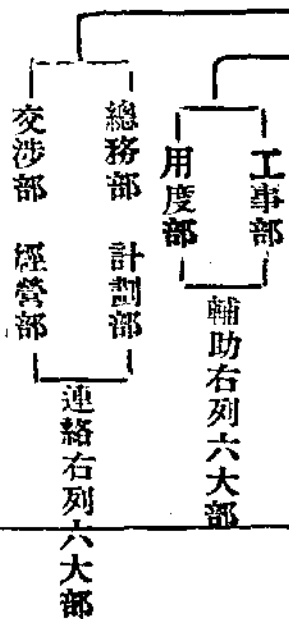 工事部
用度部
輔助右列六大部
總務部　計劃部
交涉部　經營部
連絡右列六大部